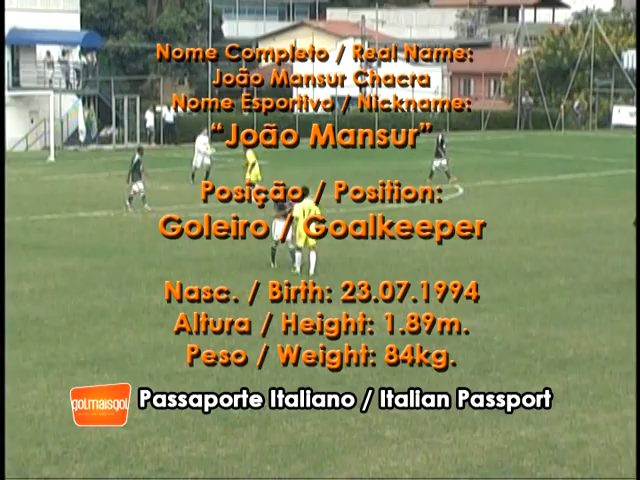 Nome Completo / Real Name:
João Mansur Chacra
Nome Esportivo / Nickname:
“João Mansur”
Posição / Position:
Goleiro / Goalkeeper
Nasc. / Birth: 23.07.1994
Altura / Height: 1.89m.
Peso / Weight: 84kg.
golmaisgol
Passaporte Italiano / Italian Passport